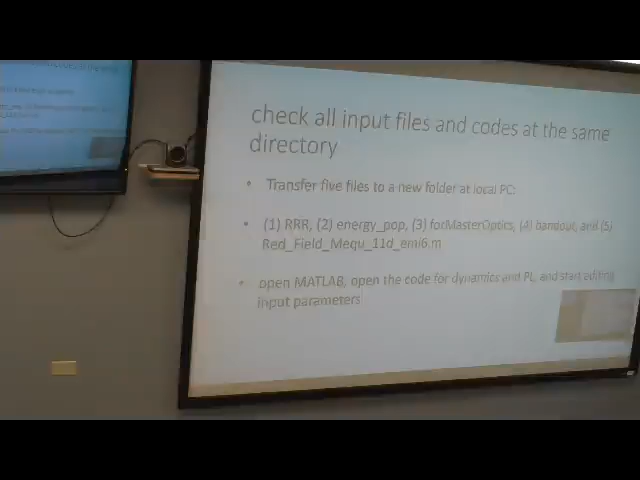 check all input files and codes at the same
directory
• Transfer five files to a new folder at local PC:
• (1) RRR, (2) energy_pop, (3) forMasterOptics, (4) bandout, and (5)
Red_Field_Mequ_11d_emi6.m
• open MATLAB, open the code for dynamics and PL, and start editing
input parameters